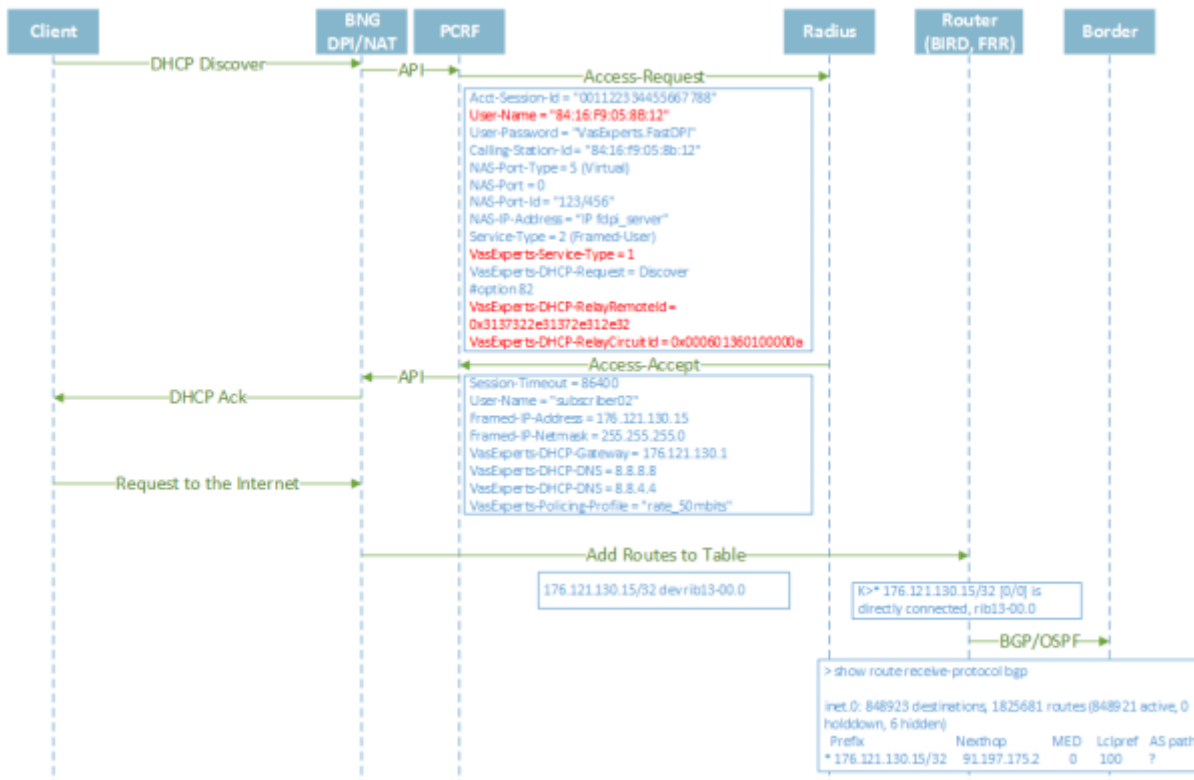 Client
BNG
DPI/NAT
PCRF
Radius
Router
(BIRD, FRR)
Border
DHCP Discover
API
Access-Request
Acct-Session-Id = "001122334455667788"
User-Name = "84:16:F9:05:8B:12"
User-Password = "VasExperts.FastDPI"
Calling-Station-Id = "84:16:f9:05:8b:12"
NAS-Port-Type = 5 (Virtual)
NAS-Port = 0
NAS-Port-Id = "123/456"
NAS-IP-Address = "IP fdpi_server"
Service-Type = 2 (Framed-User)
VasExperts-Service-Type = 1
VasExperts-DHCP-Request = Discover
#option 82
VasExperts-DHCP-RelayRemoteId =
0x3137322e31372e312e32
VasExperts-DHCP-RelayCircuitId = 0x000601360100000a
Access-Accept
API
DHCP Ack
Session-Timeout = 86400
User-Name = "subscriber02"
Framed-IP-Address = 176.121.130.15
Framed-IP-Netmask = 255.255.255.0
VasExperts-DHCP-Gateway = 176.121.130.1
VasExperts-DHCP-DNS = 8.8.8.8
VasExperts-DHCP-DNS = 8.8.4.4
VasExperts-Policing-Profile = "rate_50mbits"
Request to the Internet
Add Routes to Table
176.121.130.15/32 dev rib13-00.0
K>* 176.121.130.15/32 [0/0] is
directly connected, rib13-00.0
BGP/OSPF
> show route receive-protocol bgp
inet.0: 848923 destinations, 1825681 routes (848921 active, 0
holddown, 6 hidden)
Prefix Nexthop MED Lclpref AS path
* 176.121.130.15/32 91.197.175.2 0 100 ?